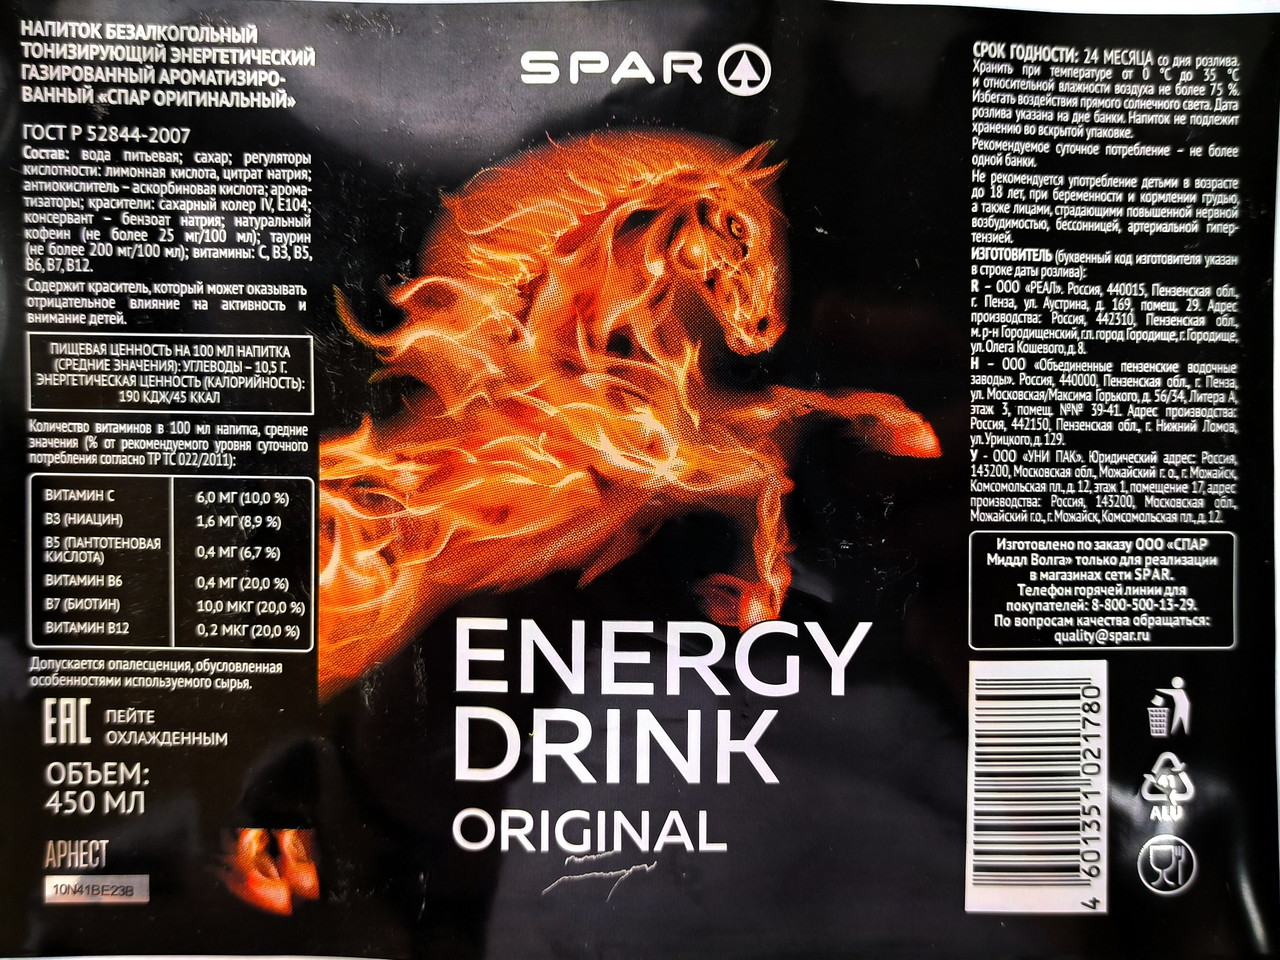 НАПИТОК БЕЗАЛКОГОЛЬНЫЙ
ТОНИЗИРУЮЩИЙ ЭНЕРГЕТИЧЕСКИЙ
ГАЗИРОВАННЫЙ АРОМАТИЗИРО-
ВАННЫЙ «СПАР ОРИГИНАЛЬНЫЙ»
ГОСТ Р 52844-2007
Состав: вода питьевая; сахар; регуляторы
кислотности: лимонная кислота, цитрат натрия;
антиокислитель – аскорбиновая кислота; арома-
тизаторы; красители: сахарный колер IV, Е104;
консервант – бензоат натрия; натуральный
кофеин (не более 25 мг/100 мл); таурин
(не более 200 мг/100 мл); витамины: С, В3, В5,
В6, В7, В12.
Содержит краситель, который может оказывать
отрицательное влияние на активность и
внимание детей.
ПИЩЕВАЯ ЦЕННОСТЬ НА 100 МЛ НАПИТКА
(СРЕДНИЕ ЗНАЧЕНИЯ): УГЛЕВОДЫ – 10,5 Г.
ЭНЕРГЕТИЧЕСКАЯ ЦЕННОСТЬ (КАЛОРИЙНОСТЬ):
190 КДЖ/45 ККАЛ
Количество витаминов в 100 мл напитка, средние
значения (% от рекомендуемого уровня суточного
потребления согласно ТР ТС 022/2011):
ВИТАМИН С 6,0 МГ (10,0 %)
В3 (НИАЦИН) 1,6 МГ (8,9 %)
В5 (ПАНТОТЕНОВАЯ
КИСЛОТА) 0,4 МГ (6,7 %)
ВИТАМИН В6 0,4 МГ (20,0 %)
В7 (БИОТИН) 10,0 МКГ (20,0 %)
ВИТАМИН В12 0,2 МКГ (20,0 %)
Допускается опалесценция, обусловленная
особенностями используемого сырья.
ЕАС ПЕЙТЕ
ОХЛАЖДЕННЫМ
ОБЪЕМ:
450 МЛ
АРНЕСТ
10N41BE23B
SPAR
ENERGY
DRINK
ORIGINAL
СРОК ГОДНОСТИ: 24 МЕСЯЦА со дня розлива.
Хранить при температуре от 0 °С до 35 °С
и относительной влажности воздуха не более 75 %.
Избегать воздействия прямого солнечного света. Дата
розлива указана на дне банки. Напиток не подлежит
хранению во вскрытой упаковке.
Рекомендуемое суточное потребление – не более
одной банки.
Не рекомендуется употребление детьми в возрасте
до 18 лет, при беременности и кормлении грудью,
а также лицами, страдающими повышенной нервной
возбудимостью, бессонницей, артериальной гипер-
тензией.
ИЗГОТОВИТЕЛЬ (буквенный код изготовителя указан
в строке даты розлива):
R – ООО «РЕАЛ». Россия, 440015, Пензенская обл.,
г. Пенза, ул. Аустрина, д. 169, помещ. 29. Адрес
производства: Россия, 442310, Пензенская обл.,
м.р-н Городищенский, г.п. город Городище, г. Городище,
ул. Олега Кошевого, д. 8.
Н – ООО «Объединенные пензенские водочные
заводы». Россия, 440000, Пензенская обл., г. Пенза,
ул. Московская/Максима Горького, д. 56/34, Литера А,
этаж 3, помещ. №№ 39-41. Адрес производства:
Россия, 442150, Пензенская обл., г. Нижний Ломов,
ул. Урицкого, д. 129.
У - ООО «УНИ ПАК». Юридический адрес: Россия,
143200, Московская обл., Можайский г. о., г. Можайск,
Комсомольская пл., д. 12, этаж 1, помещение 17, адрес
производства: Россия, 143200, Московская обл.,
Можайский г.о., г. Можайск, Комсомольская пл., д. 12.
Изготовлено по заказу ООО «СПАР
Миддл Волга» только для реализации
в магазинах сети SPAR.
Телефон горячей линии для
покупателей: 8-800-500-13-29.
По вопросам качества обращаться:
quality@spar.ru
4 601351 021780
41
ALU